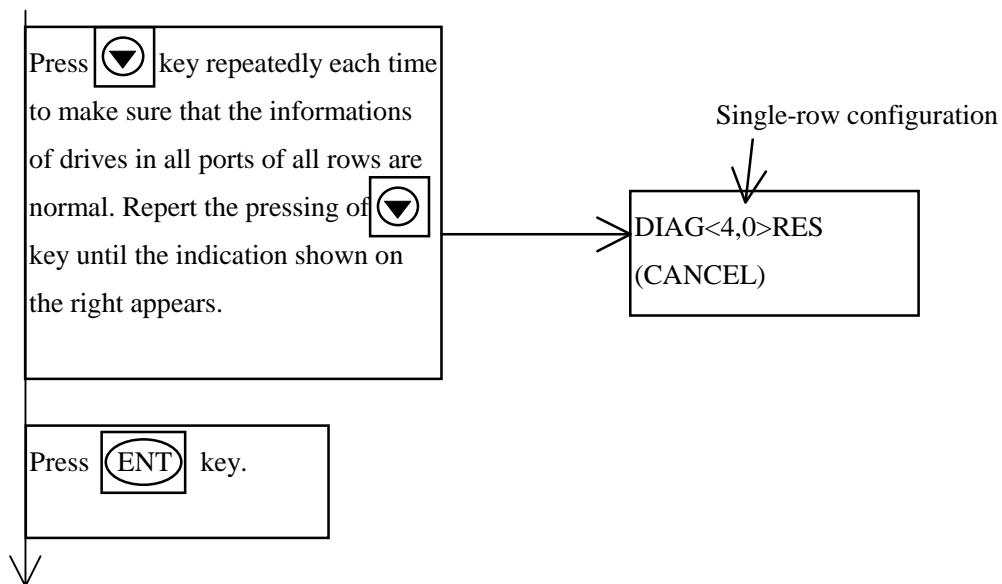 Press ▼ key repeatedly each time
to make sure that the informations
of drives in all ports of all rows are
normal. Repert the pressing of ▼
key until the indication shown on
the right appears.
Single-row configuration
DIAG<4,0>RES
(CANCEL)
Press ENT key.